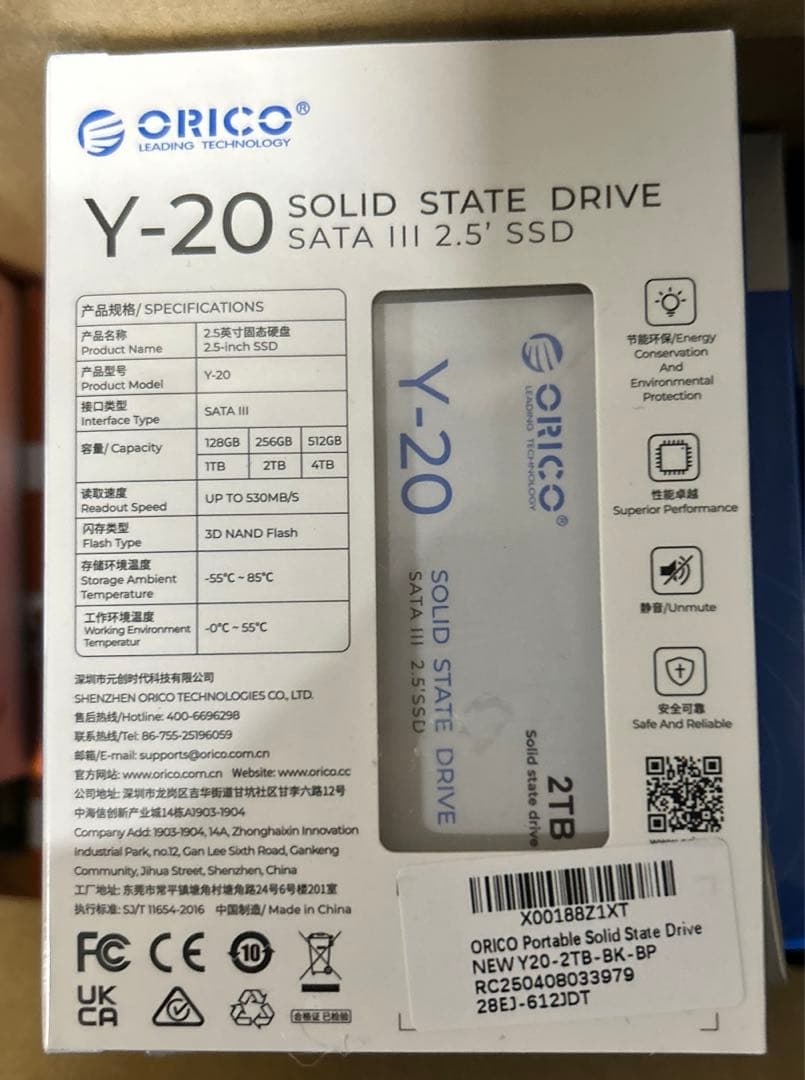 ORICO®
LEADING TECHNOLOGY
Y-20
SOLID STATE DRIVE
SATA III 2.5' SSD
产品规格/ SPECIFICATIONS
产品名称
Product Name
2.5英寸固态硬盘
2.5-inch SSD
产品型号
Product Model
Y-20
接口类型
Interface Type
SATA III
容量/ Capacity
128GB 256GB 512GB
1TB 2TB 4TB
读取速度
Readout Speed
UP TO 530MB/S
闪存类型
Flash Type
3D NAND Flash
存储环境温度
Storage Ambient
Temperature
-55°C ~ 85°C
工作环境温度
Working Environment
Temperatur
-0°C ~ 55°C
深圳市元创时代科技有限公司
SHENZHEN ORICO TECHNOLOGIES CO., LTD.
售后热线/Hotline: 400-6696298
联系热线/Tel: 86-755-25196059
邮箱/E-mail: supports@orico.com.cn
官方网站: www.orico.com.cn Website: www.orico.cc
公司地址: 深圳市龙岗区吉华街道甘坑社区甘李六路12号
中海信创新产业城14栋A1903-1904
Company Add: 1903-1904, 14A, Zhonghaixin Innovation
Industrial Park, no.12, Gan Lee Sixth Road, Gankeng
Community, Jihua Street, Shenzhen, China
工厂地址: 东莞市常平镇塘角村塘角路24号6号楼201室
执行标准: SJ/T 11654-2016 中国制造/ Made in China
FC CE 10
UK
CA
合格证 已检验
ORICO®
LEADING TECHNOLOGY
Y-20
SOLID STATE DRIVE
SATA III 2.5'SSD
2TB
Solid state drive
节能环保/Energy
Conservation
And
Environmental
Protection
性能卓越
Superior Performance
静音/Unmute
安全可靠
Safe And Reliable
X00188Z1XT
ORICO Portable Solid State Drive
NEW Y20-2TB-BK-BP
RC250408033979
28EJ-612JDT